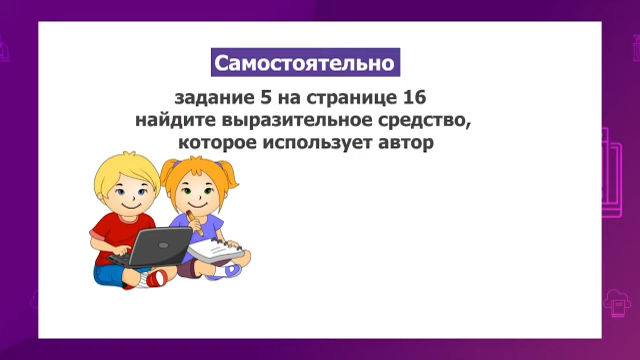 Самостоятельно
задание 5 на странице 16
найдите выразительное средство,
которое использует автор